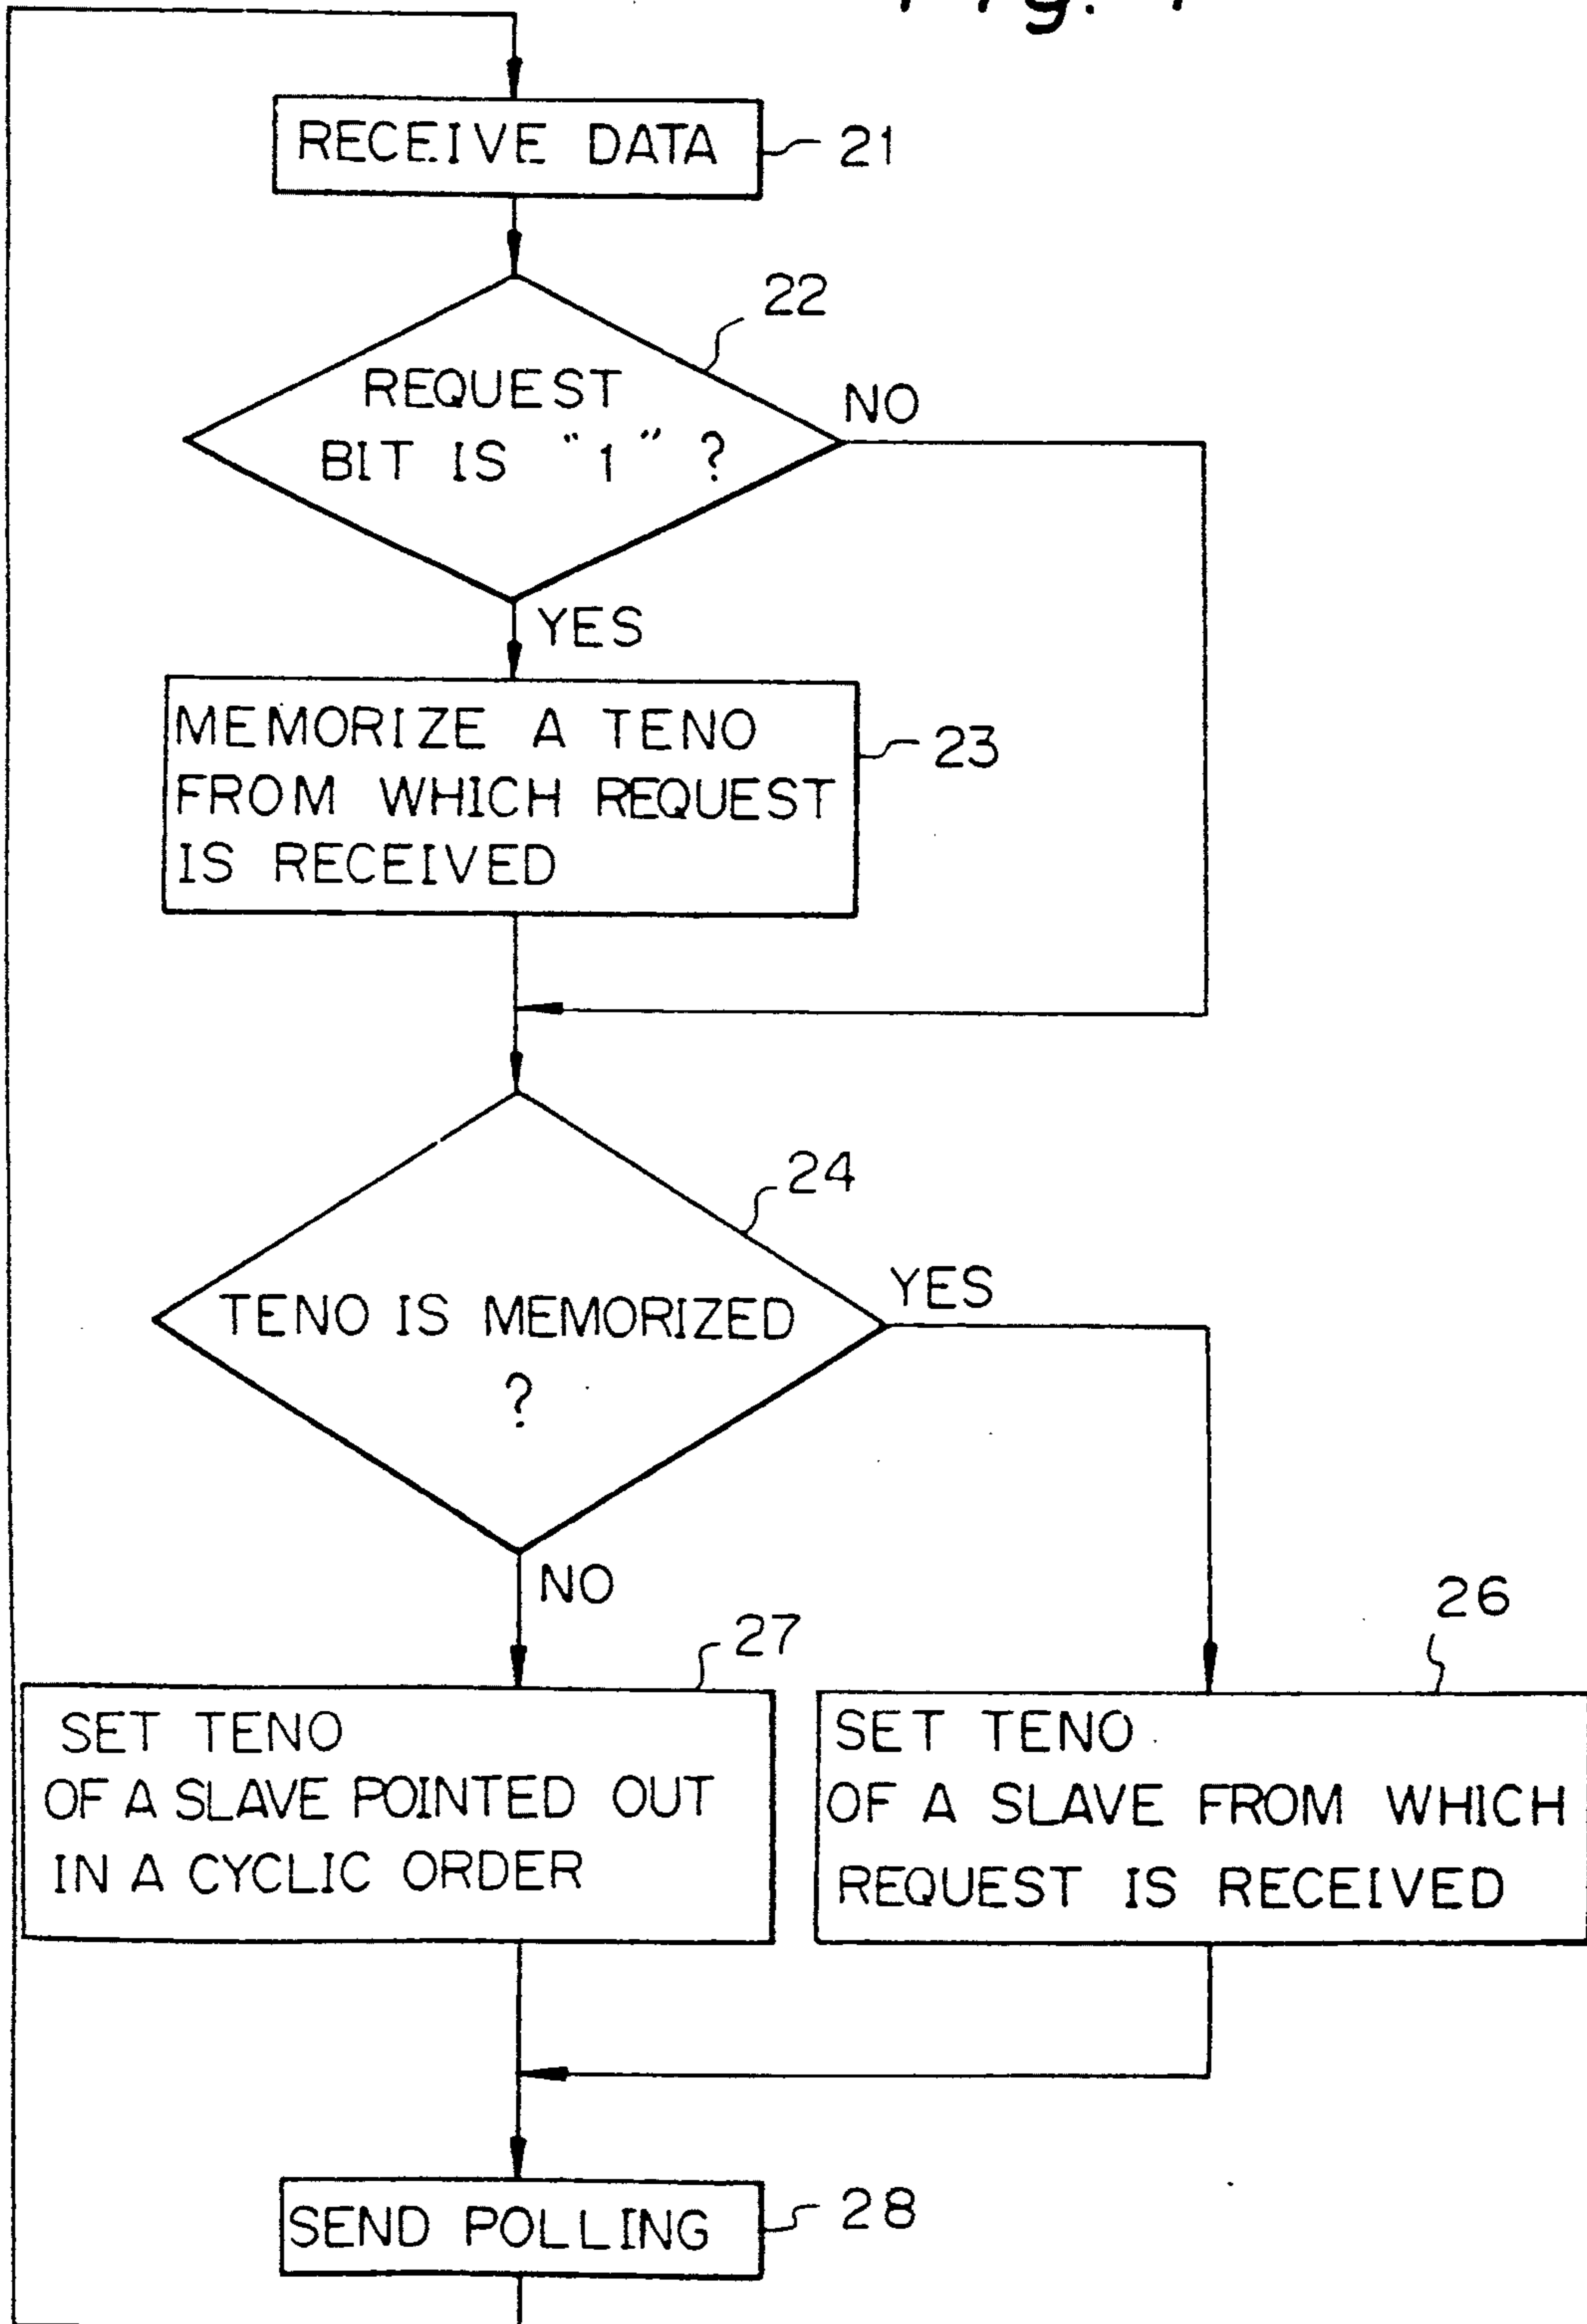 RECEIVE DATA
21
22
REQUEST
BIT IS "1" ?
NO
YES
MEMORIZE A TENO
FROM WHICH REQUEST
IS RECEIVED
23
24
TENO IS MEMORIZED
?
YES
NO
27
26
SET TENO
OF A SLAVE POINTED OUT
IN A CYCLIC ORDER
SET TENO
OF A SLAVE FROM WHICH
REQUEST IS RECEIVED
SEND POLLING
28